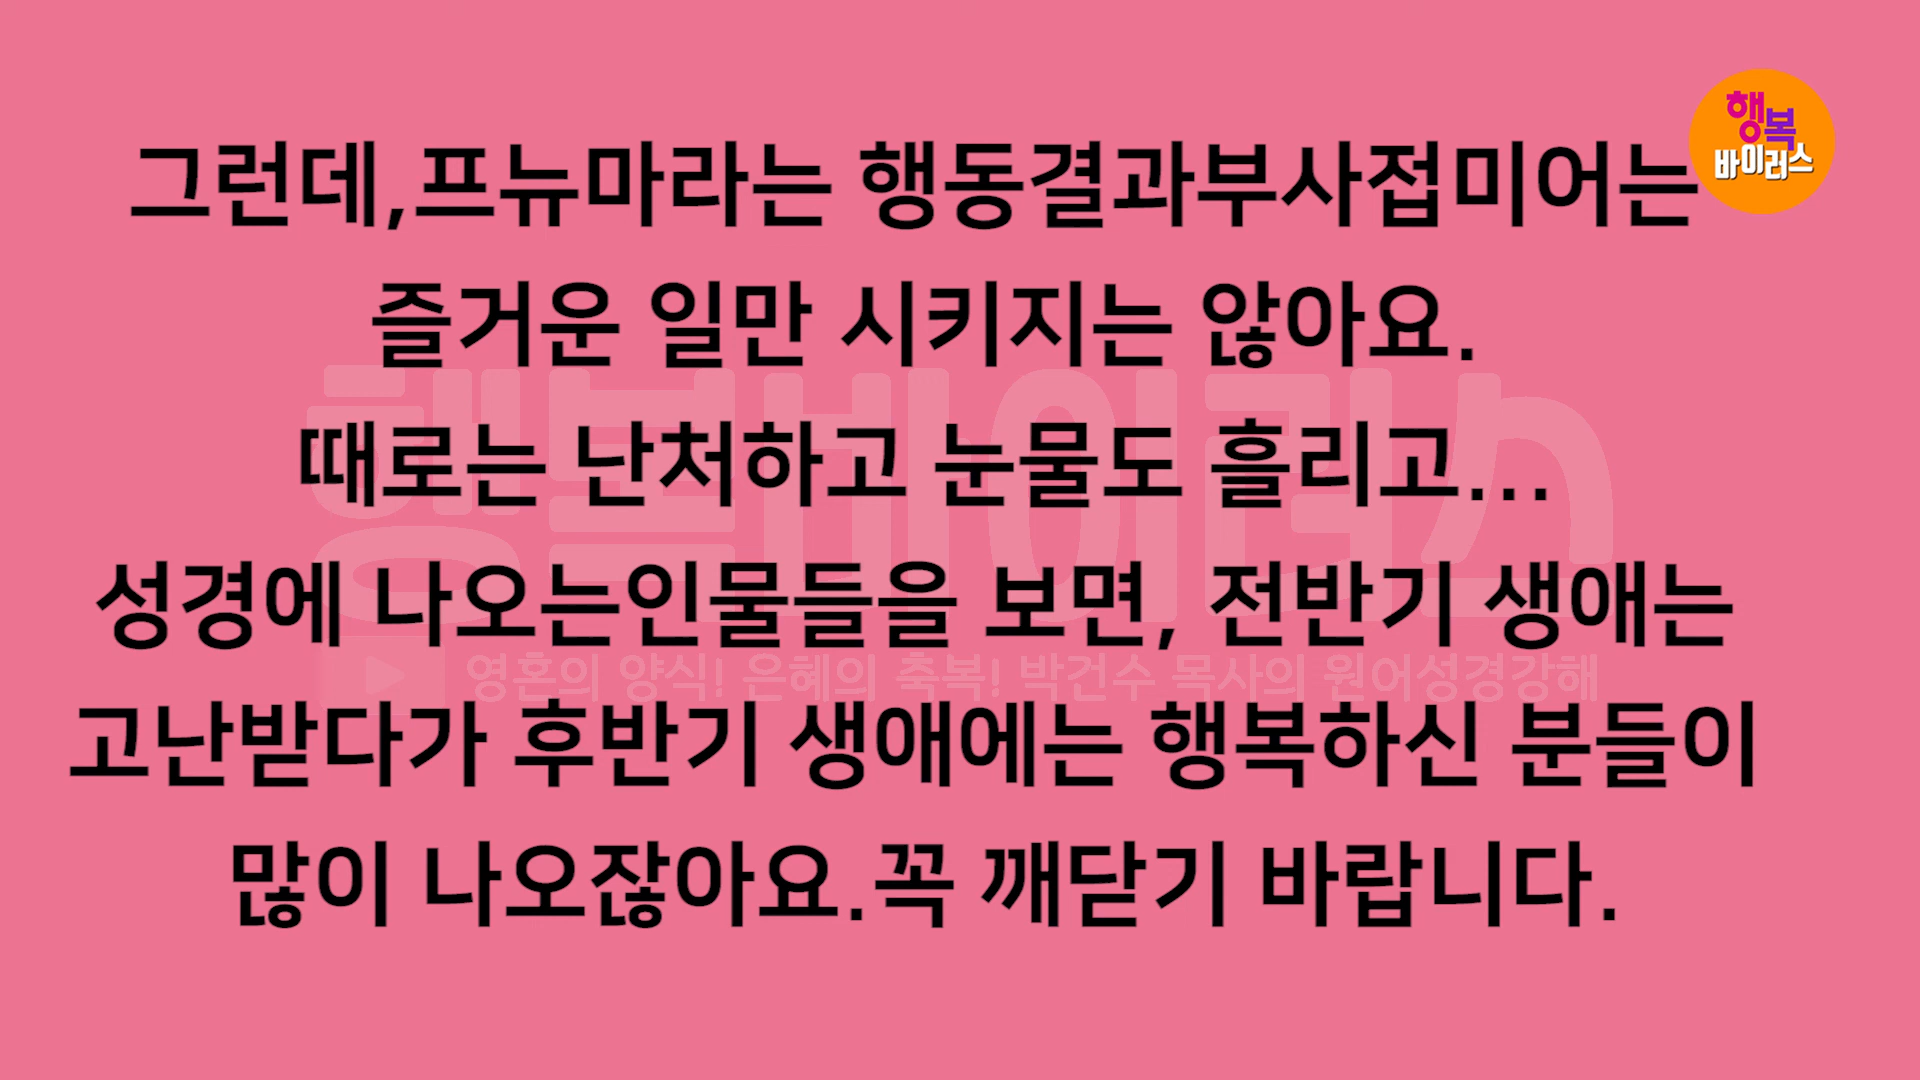 행복
바이러스
그런데,프뉴마라는 행동결과부사접미어는
즐거운 일만 시키지는 않아요.
때로는 난처하고 눈물도 흘리고...
성경에 나오는인물들을 보면, 전반기 생애는
고난받다가 후반기 생애에는 행복하신 분들이
많이 나오잖아요.꼭 깨닫기 바랍니다.
행복바이러스
영혼의 양식! 은혜의 축복! 박건수 목사의 원어성경강해